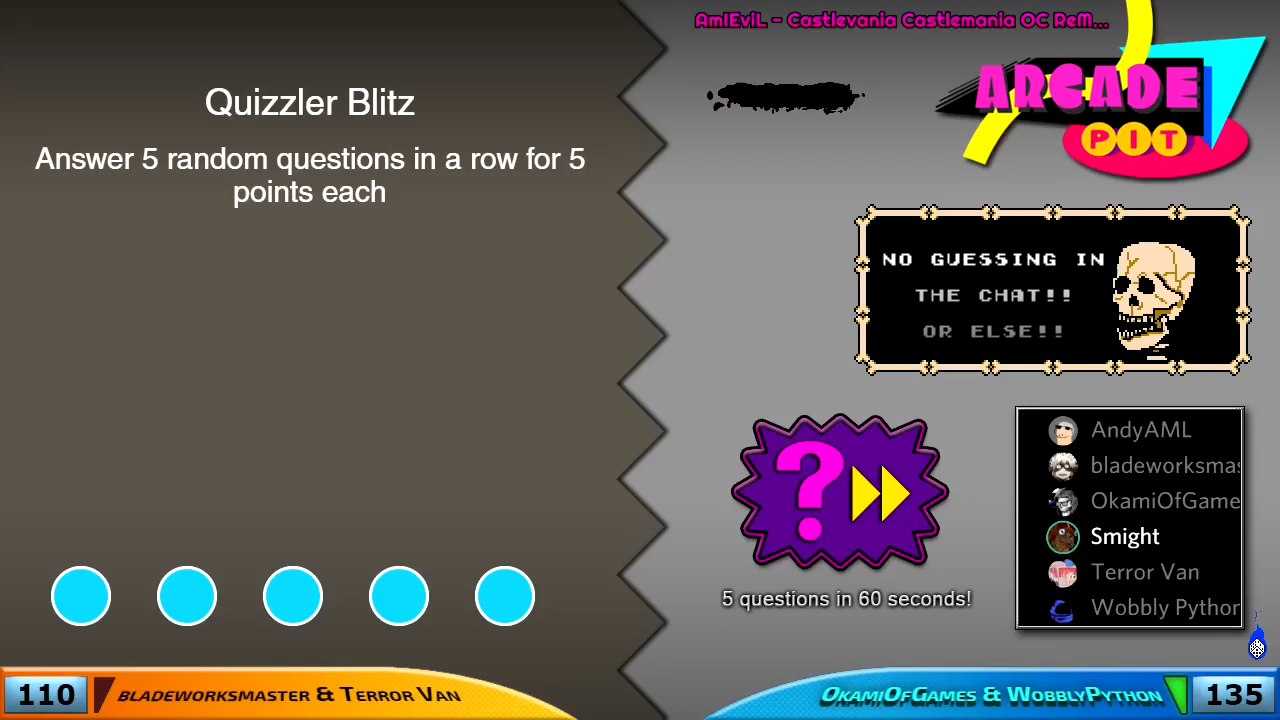 AmIEviL - Castlevania Castlemania OC ReM...
ARCADE
PIT
Quizzler Blitz
Answer 5 random questions in a row for 5
points each
NO GUESSING IN
THE CHAT!!
OR ELSE!!
?
5 questions in 60 seconds!
AndyAML
bladeworksmas
OkamiOfGame
Smight
Terror Van
Wobbly Python
110
BLADEWORKSMASTER & TERROR VAN
OKAMIOFGAMES & WOBBLYPYTHON
135